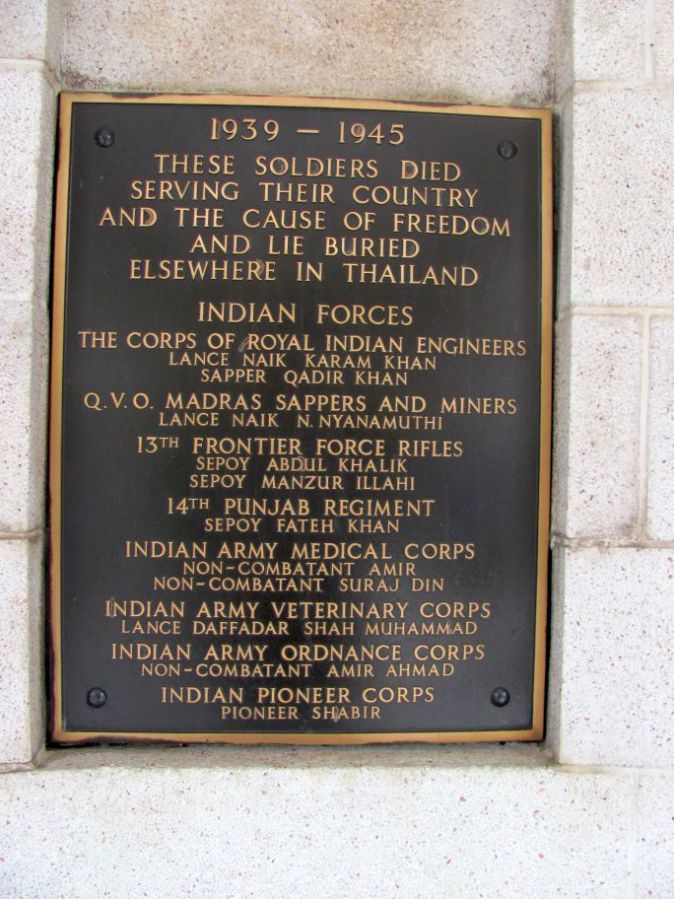 1939 – 1945
THESE SOLDIERS DIED
SERVING THEIR COUNTRY
AND THE CAUSE OF FREEDOM
AND LIE BURIED
ELSEWHERE IN THAILAND
INDIAN FORCES
THE CORPS OF ROYAL INDIAN ENGINEERS
LANCE NAIK KARAM KHAN
SAPPER QADIR KHAN
Q.V.O. MADRAS SAPPERS AND MINERS
LANCE NAIK N. NYANAMUTHI
13TH FRONTIER FORCE RIFLES
SEPOY ABDUL KHALIK
SEPOY MANZUR ILLAHI
14TH PUNJAB REGIMENT
SEPOY FATEH KHAN
INDIAN ARMY MEDICAL CORPS
NON-COMBATANT AMIR
NON-COMBATANT SURAJ DIN
INDIAN ARMY VETERINARY CORPS
LANCE DAFFADAR SHAH MUHAMMAD
INDIAN ARMY ORDNANCE CORPS
NON-COMBATANT AMIR AHMAD
INDIAN PIONEER CORPS
PIONEER SHABIR